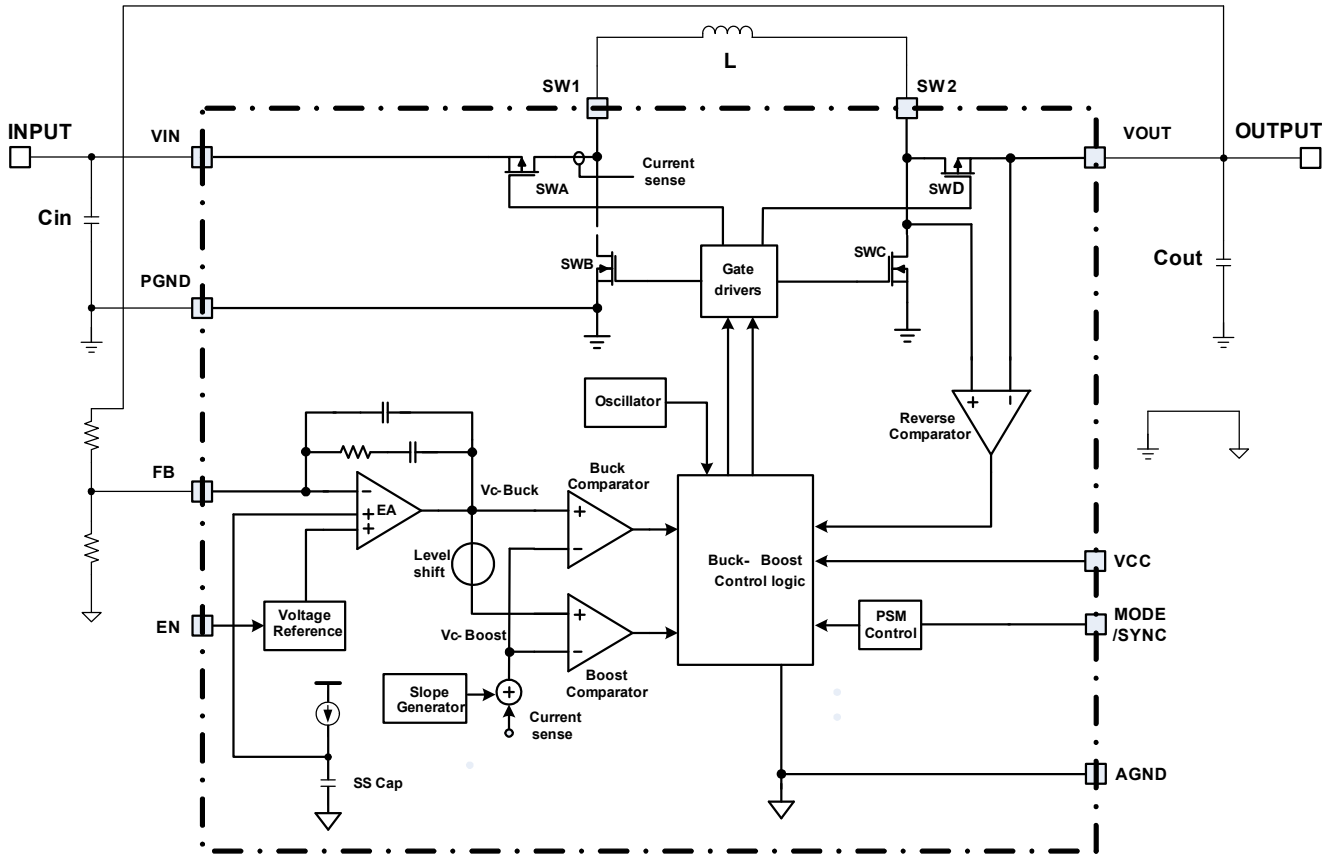 L
SW1
SW2
INPUT
VIN
VOUT
OUTPUT
Current
sense
SWA
SWD
Cin
SWB
Gate
drivers
SWC
Cout
PGND
Oscillator
+
−
Reverse
Comparator
FB
−
EA
+
+
Vc-Buck
Buck
Comparator
+
−
Level
shift
Buck- Boost
Control logic
VCC
EN
Voltage
Reference
Vc-Boost
+
−
PSM
Control
MODE
/SYNC
Boost
Comparator
Slope
Generator
+
Current
sense
SS Cap
AGND